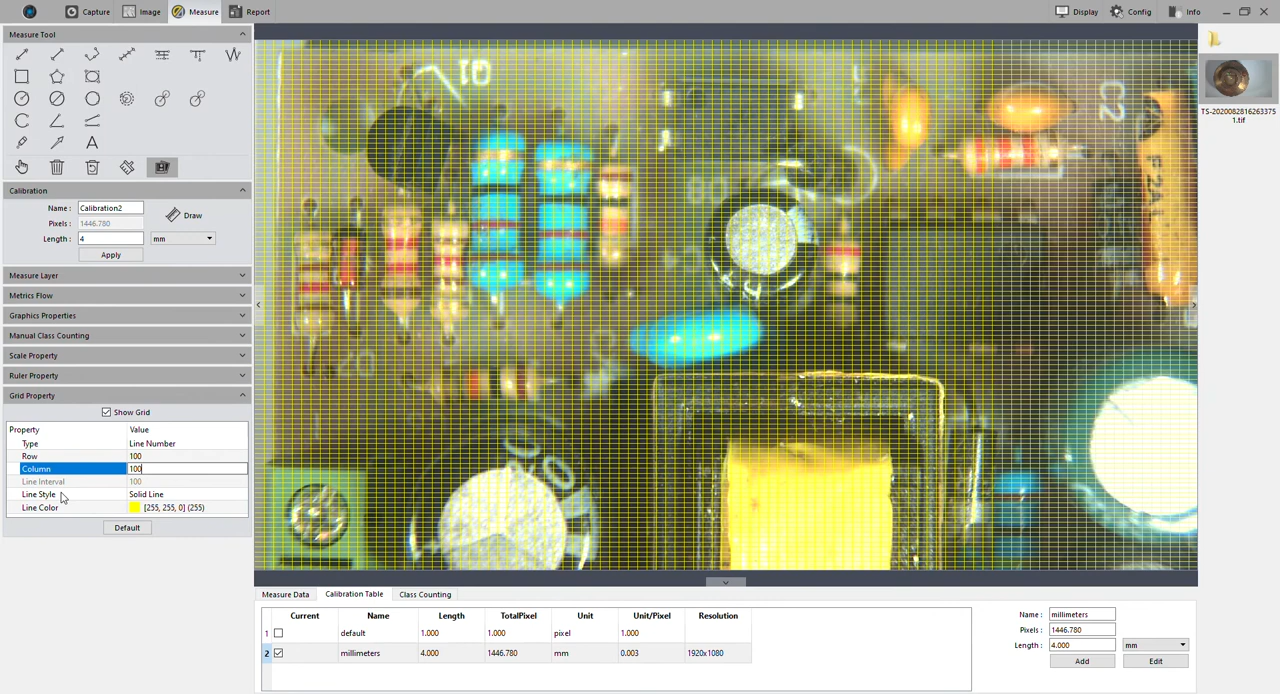 Capture Image Measure Report Display Config Info
Measure Tool
Calibration
Name : Calibration2
Pixels : 1446.780
Draw
Length : 4 mm
Apply
Measure Layer
Metrics Flow
Graphics Properties
Manual Class Counting
Scale Property
Ruler Property
Grid Property
Show Grid
Property Value
Type Line Number
Row 100
Column 100
Line Interval 100
Line Style Solid Line
Line Color [255, 255, 0] (255)
Default
C2
TS-2020082816263375
1.tif
Measure Data Calibration Table Class Counting
Current Name Length TotalPixel Unit Unit/Pixel Resolution
1 default 1.000 1.000 pixel 1.000
2 millimeters 4.000 1446.780 mm 0.003 1920x1080
Name : millimeters
Pixels : 1446.780
Length : 4.000 mm
Add Edit